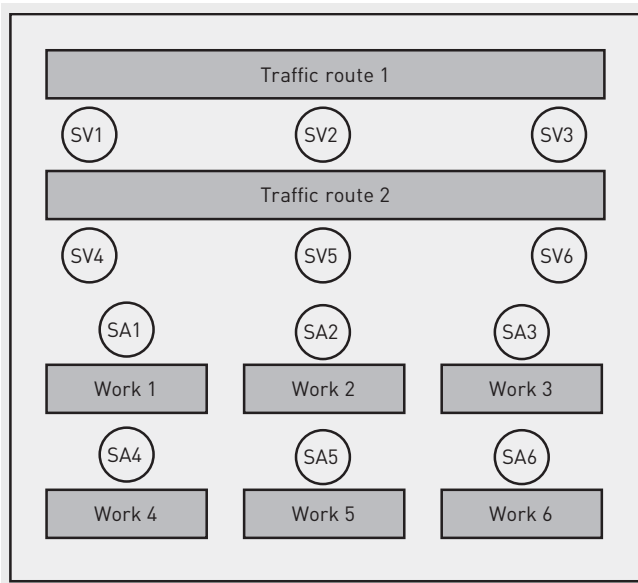 Traffic route 1
SV1 SV2 SV3
Traffic route 2
SV4 SV5 SV6
SA1 SA2 SA3
Work 1 Work 2 Work 3
SA4 SA5 SA6
Work 4 Work 5 Work 6